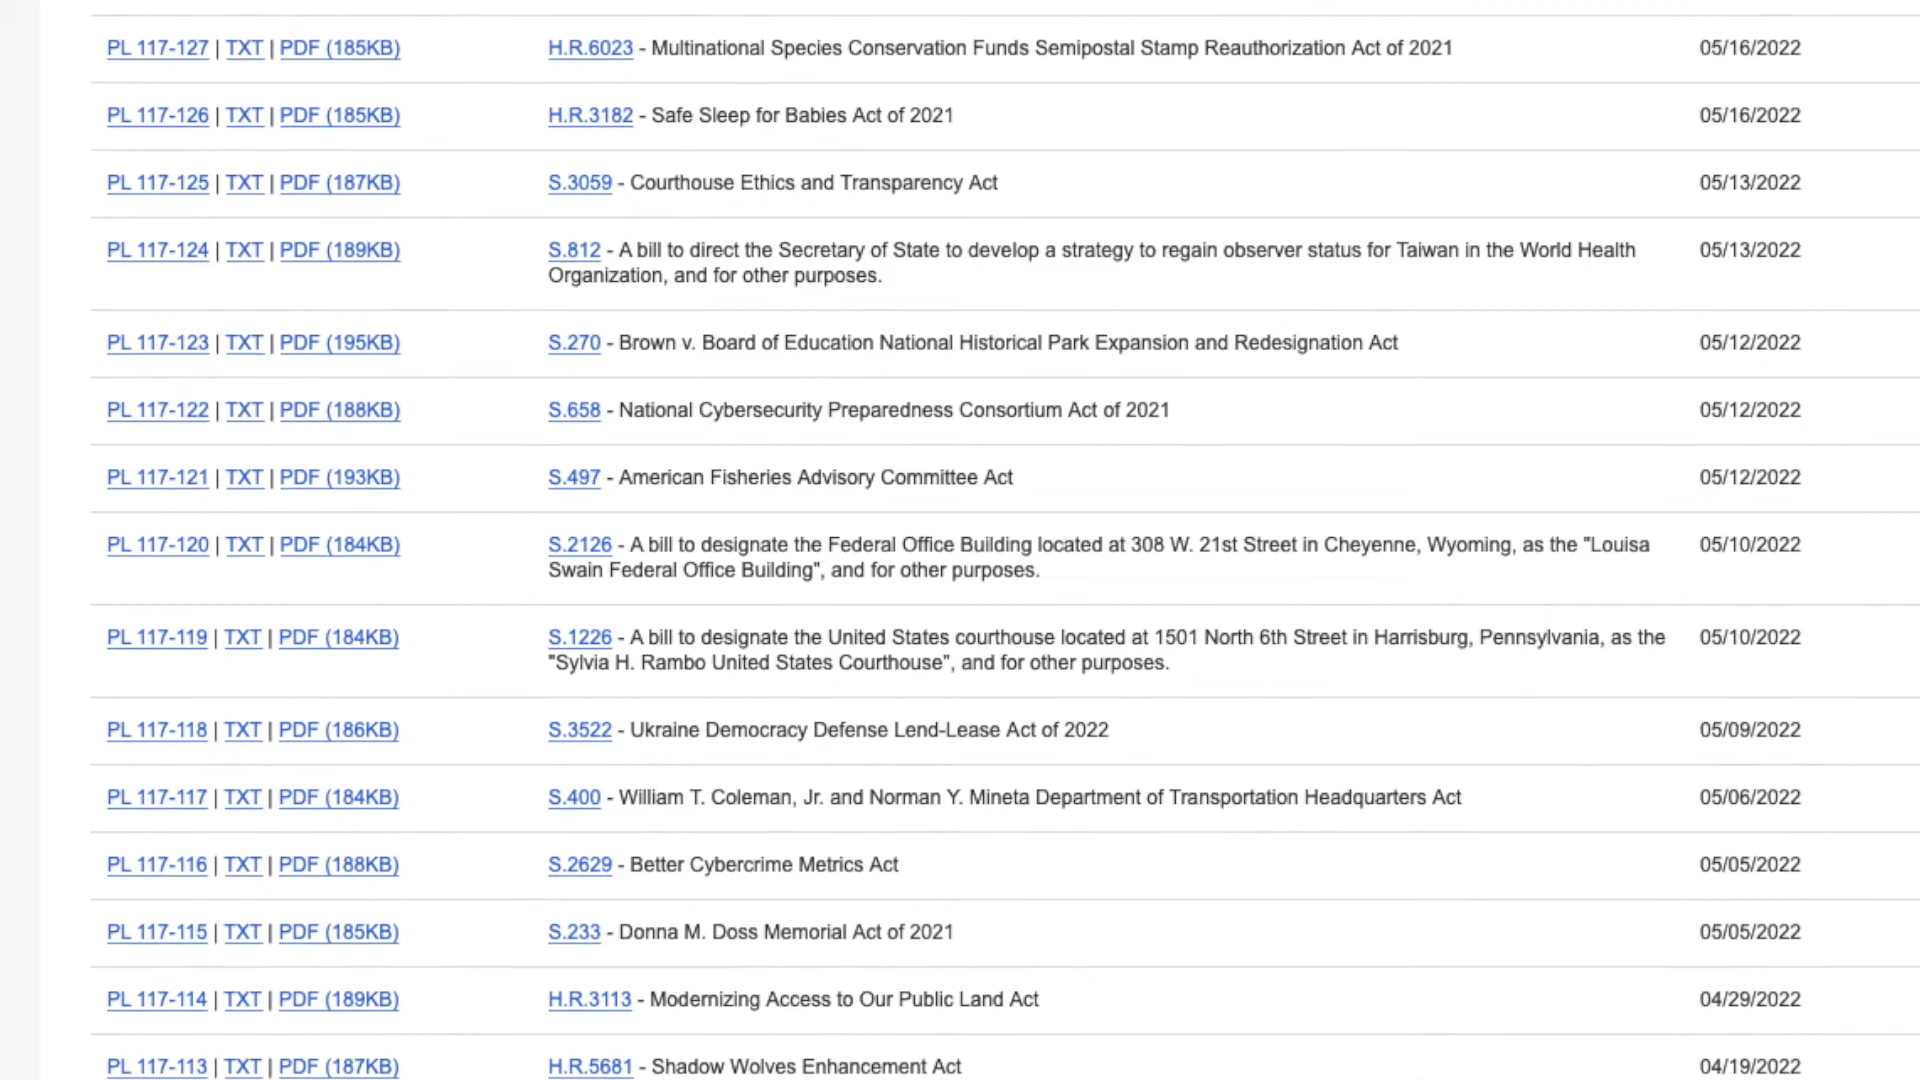 PL 117-127 | TXT | PDF (185KB) H.R.6023 - Multinational Species Conservation Funds Semipostal Stamp Reauthorization Act of 2021 05/16/2022
PL 117-126 | TXT | PDF (185KB) H.R.3182 - Safe Sleep for Babies Act of 2021 05/16/2022
PL 117-125 | TXT | PDF (187KB) S.3059 - Courthouse Ethics and Transparency Act 05/13/2022
PL 117-124 | TXT | PDF (189KB) S.812 - A bill to direct the Secretary of State to develop a strategy to regain observer status for Taiwan in the World Health 05/13/2022
Organization, and for other purposes.
PL 117-123 | TXT | PDF (195KB) S.270 - Brown v. Board of Education National Historical Park Expansion and Redesignation Act 05/12/2022
PL 117-122 | TXT | PDF (188KB) S.658 - National Cybersecurity Preparedness Consortium Act of 2021 05/12/2022
PL 117-121 | TXT | PDF (193KB) S.497 - American Fisheries Advisory Committee Act 05/12/2022
PL 117-120 | TXT | PDF (184KB) S.2126 - A bill to designate the Federal Office Building located at 308 W. 21st Street in Cheyenne, Wyoming, as the "Louisa 05/10/2022
Swain Federal Office Building", and for other purposes.
PL 117-119 | TXT | PDF (184KB) S.1226 - A bill to designate the United States courthouse located at 1501 North 6th Street in Harrisburg, Pennsylvania, as the 05/10/2022
"Sylvia H. Rambo United States Courthouse", and for other purposes.
PL 117-118 | TXT | PDF (186KB) S.3522 - Ukraine Democracy Defense Lend-Lease Act of 2022 05/09/2022
PL 117-117 | TXT | PDF (184KB) S.400 - William T. Coleman, Jr. and Norman Y. Mineta Department of Transportation Headquarters Act 05/06/2022
PL 117-116 | TXT | PDF (188KB) S.2629 - Better Cybercrime Metrics Act 05/05/2022
PL 117-115 | TXT | PDF (185KB) S.233 - Donna M. Doss Memorial Act of 2021 05/05/2022
PL 117-114 | TXT | PDF (189KB) H.R.3113 - Modernizing Access to Our Public Land Act 04/29/2022
PL 117-113 | TXT | PDF (187KB) H.R.5681 - Shadow Wolves Enhancement Act 04/19/2022